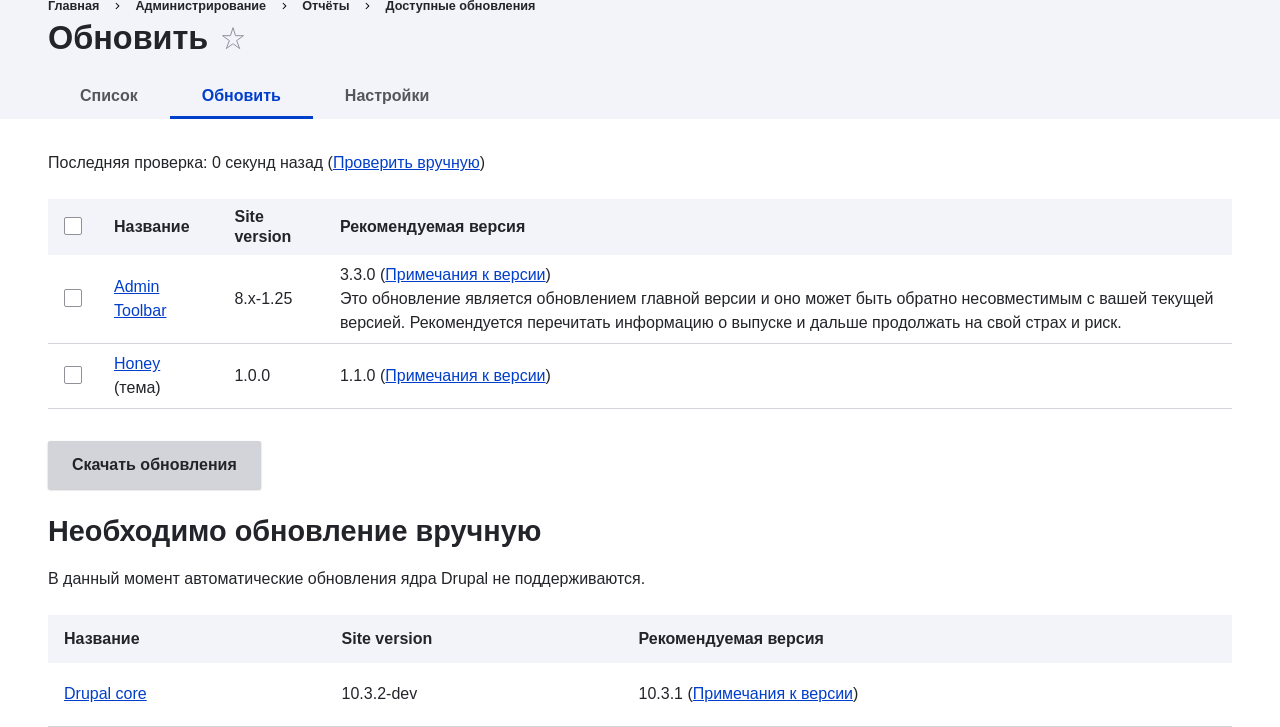 Главная > Администрирование > Отчёты > Доступные обновления
Обновить ☆
Список Обновить Настройки
Последняя проверка: 0 секунд назад (Проверить вручную)
Название Site version Рекомендуемая версия
Admin Toolbar 8.x-1.25 3.3.0 (Примечания к версии)
Это обновление является обновлением главной версии и оно может быть обратно несовместимым с вашей текущей
версией. Рекомендуется перечитать информацию о выпуске и дальше продолжать на свой страх и риск.
Honey (тема) 1.0.0 1.1.0 (Примечания к версии)
Скачать обновления
Необходимо обновление вручную
В данный момент автоматические обновления ядра Drupal не поддерживаются.
Название Site version Рекомендуемая версия
Drupal core 10.3.2-dev 10.3.1 (Примечания к версии)